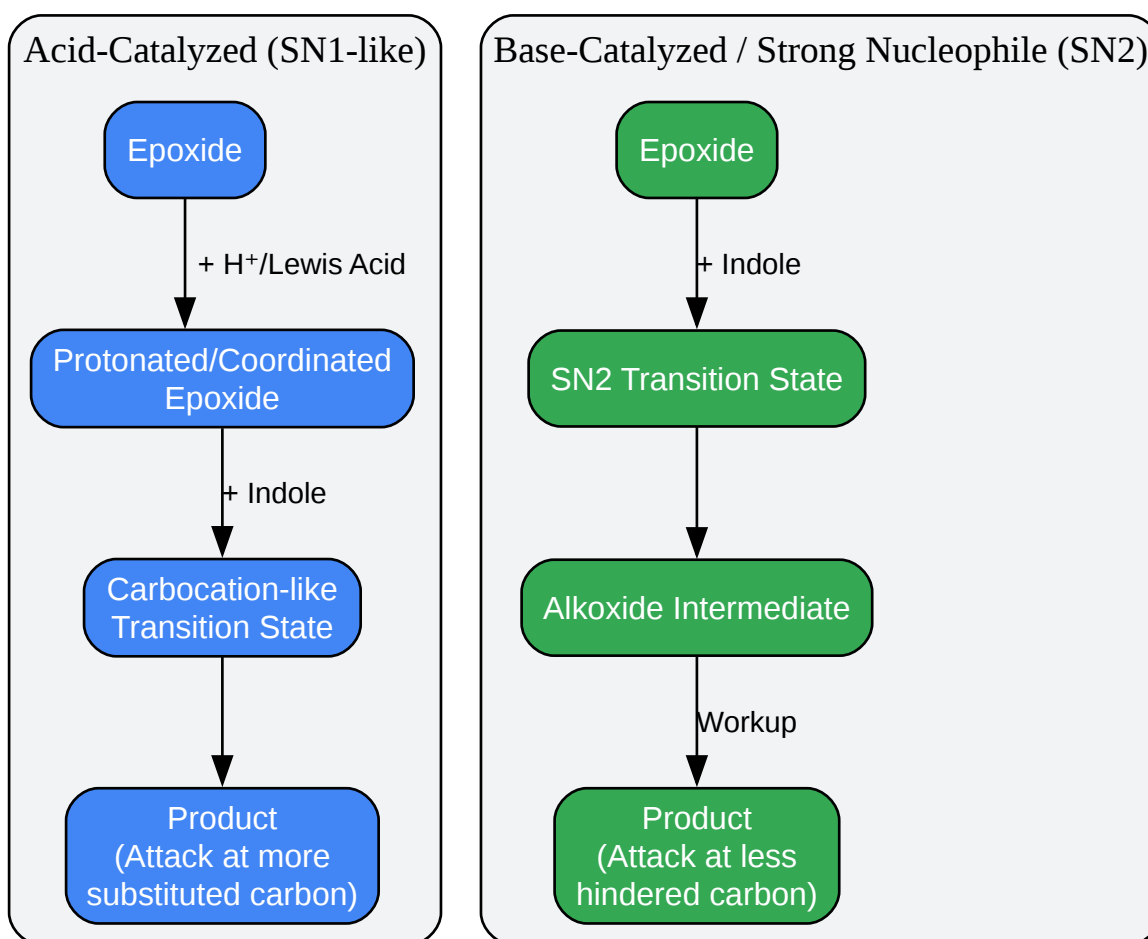 Acid-Catalyzed (SN1-like)
Epoxide
+ H⁺/Lewis Acid
Protonated/Coordinated
Epoxide
+ Indole
Carbocation-like
Transition State
Product
(Attack at more
substituted carbon)
Base-Catalyzed / Strong Nucleophile (SN2)
Epoxide
+ Indole
SN2 Transition State
Alkoxide Intermediate
Workup
Product
(Attack at less
hindered carbon)